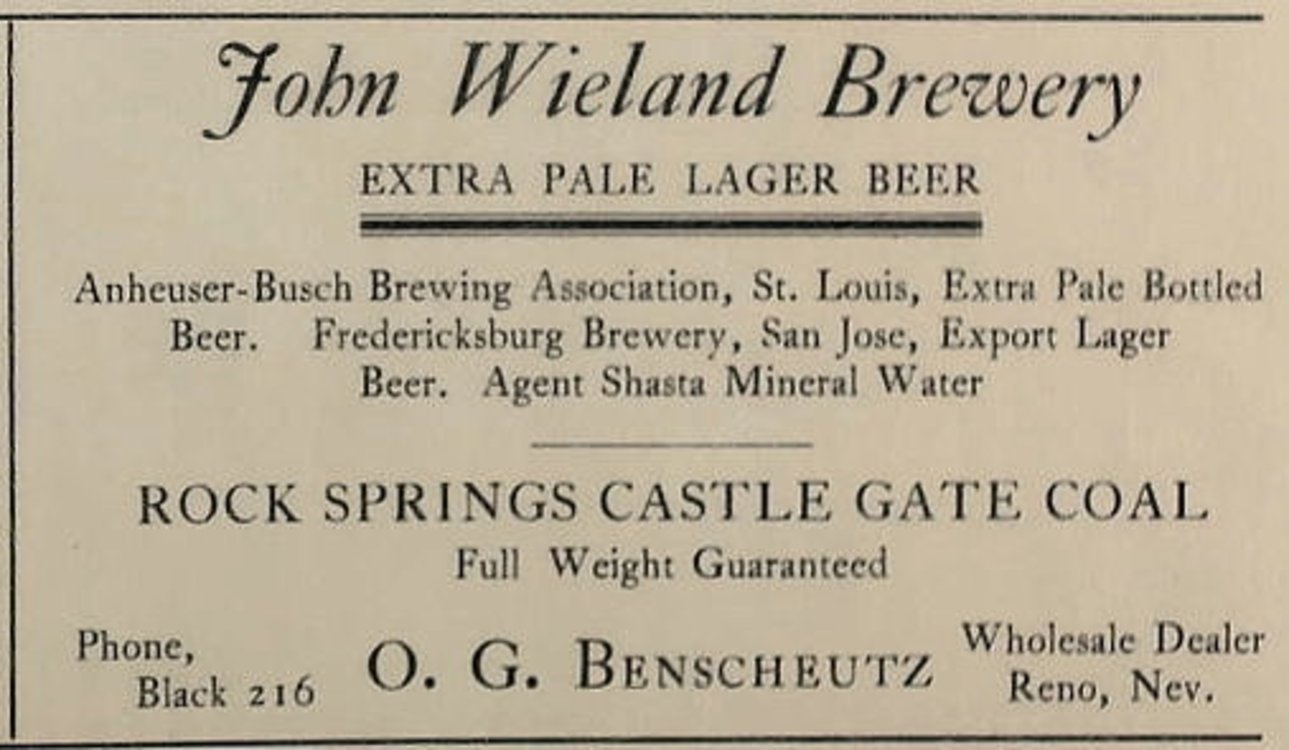 John Wieland Brewery
EXTRA PALE LAGER BEER
Anheuser-Busch Brewing Association, St. Louis, Extra Pale Bottled
Beer. Fredericksburg Brewery, San Jose, Export Lager
Beer. Agent Shasta Mineral Water
ROCK SPRINGS CASTLE GATE COAL
Full Weight Guaranteed
Phone,
Black 216
O. G. BENSCHEUTZ
Wholesale Dealer
Reno, Nev.